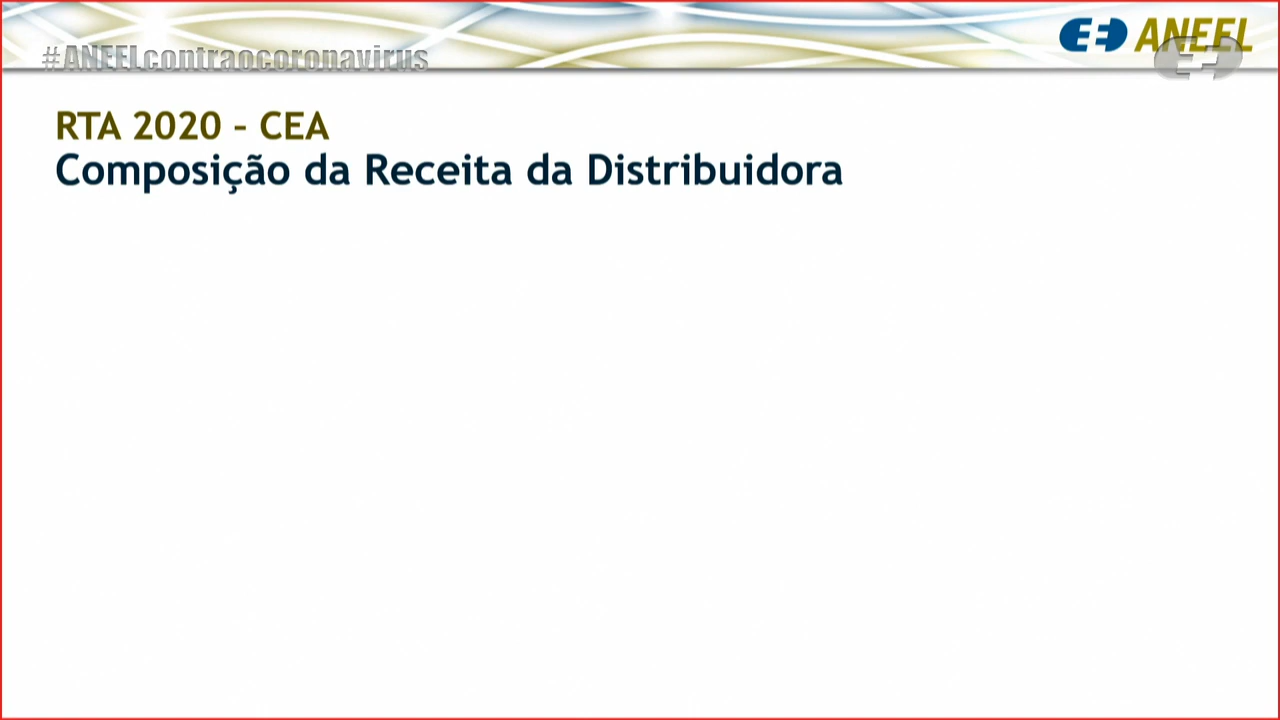 #ANEELcontraocoronavirus
ANEEL
RTA 2020 – CEA
Composição da Receita da Distribuidora